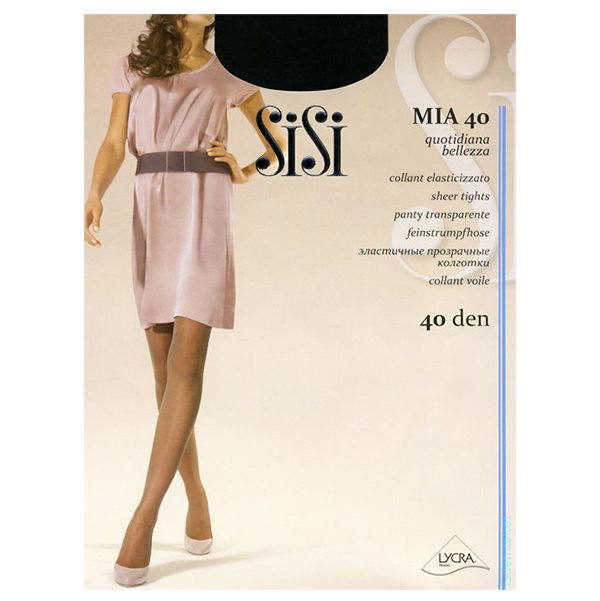 SiSi
MIA 40
quotidiana
bellezza
collant elasticizzato
sheer tights
panty transparente
feinstrumpfhose
эластичные прозрачные
колготки
collant voile
40 den
LYCRA